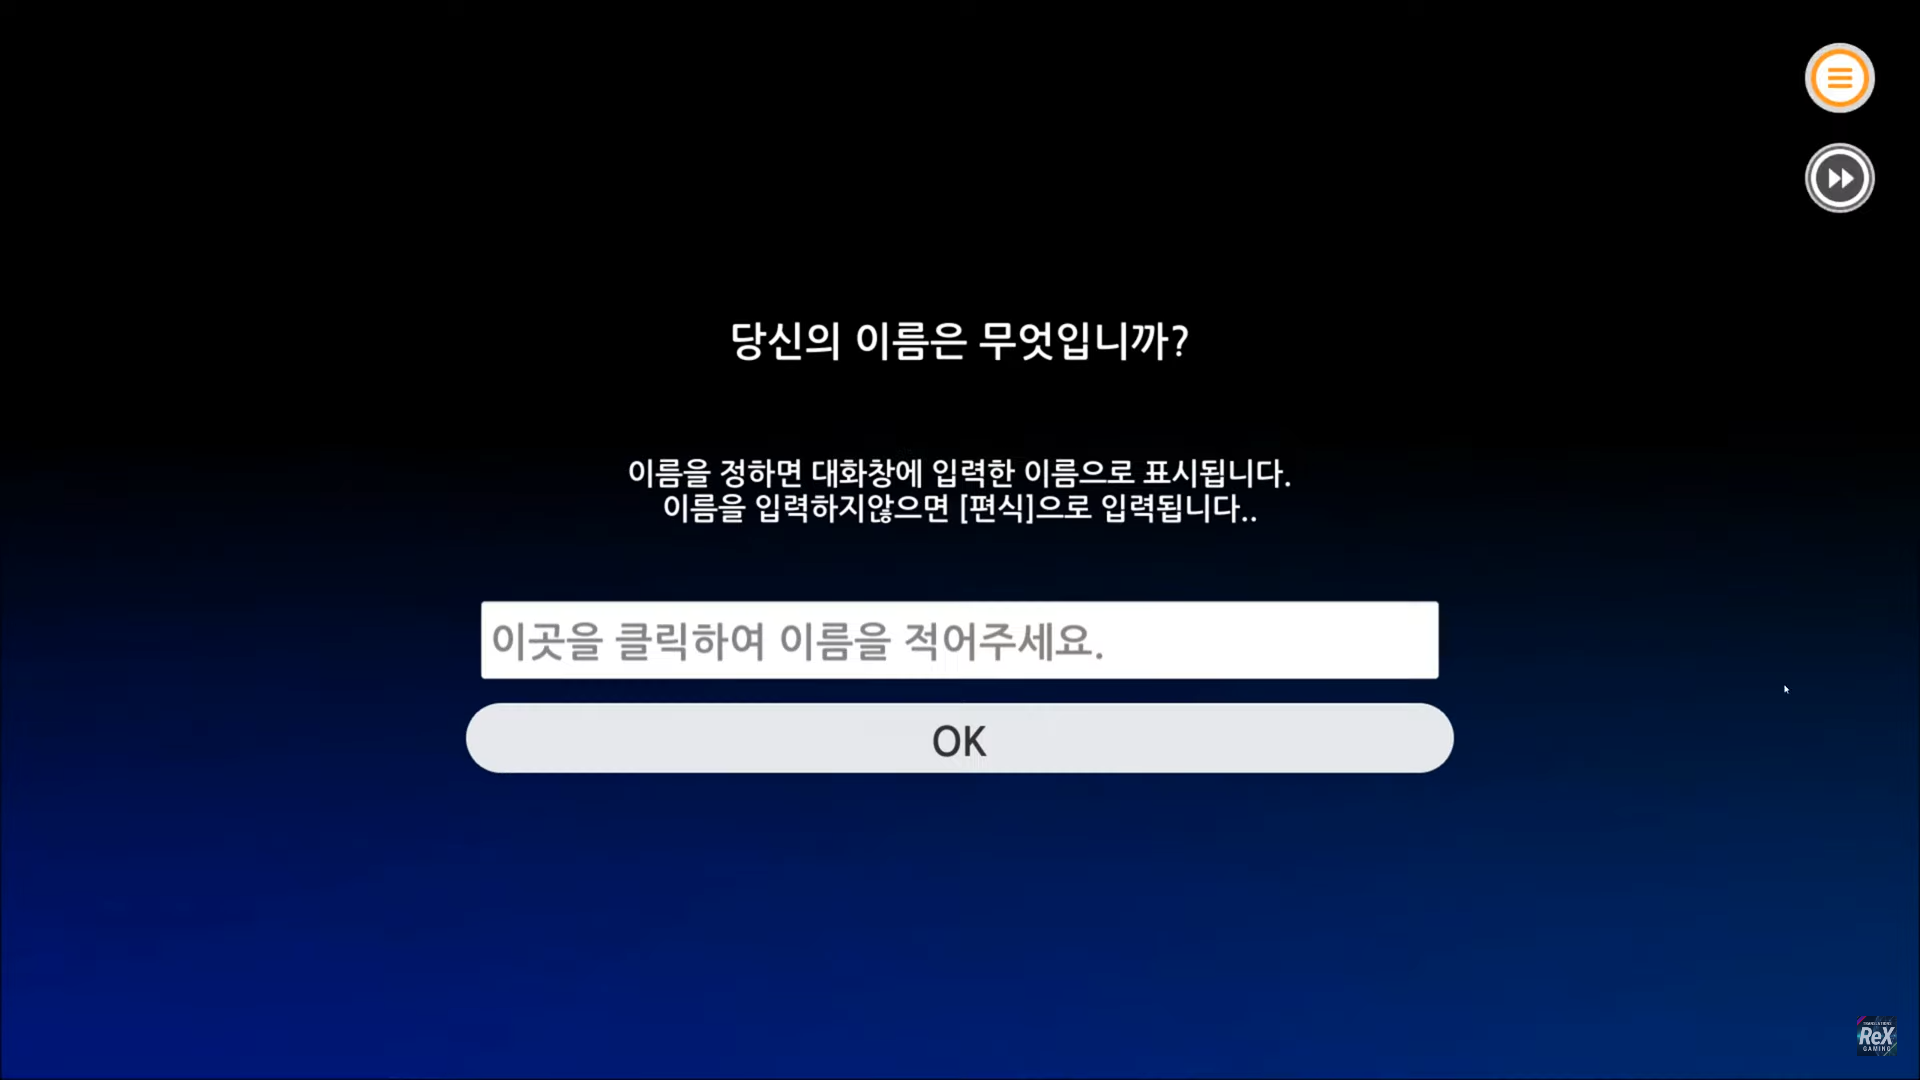 당신의 이름은 무엇입니까?
이름을 정하면 대화창에 입력한 이름으로 표시됩니다.
이름을 입력하지않으면 [편식]으로 입력됩니다..
이곳을 클릭하여 이름을 적어주세요.
OK
ReX
GAMING